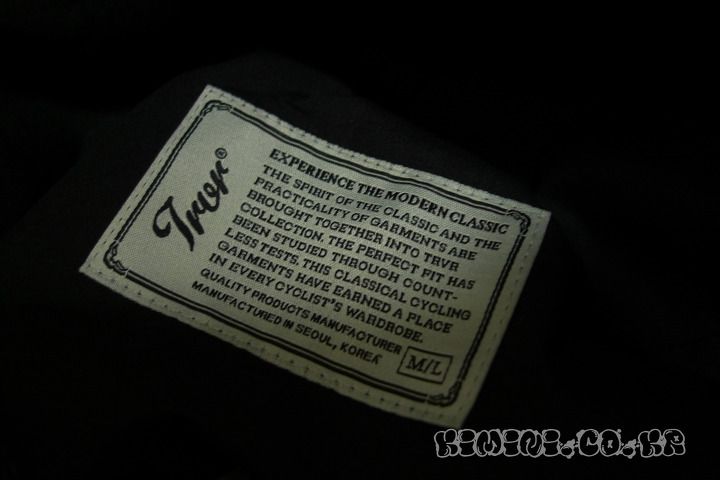 Trvr®
EXPERIENCE THE MODERN CLASSIC
THE SPIRIT OF THE CLASSIC AND THE
PRACTICALITY OF GARMENTS ARE
BROUGHT TOGETHER INTO TRVR
COLLECTION. THE PERFECT FIT HAS
BEEN STUDIED THROUGH COUNT-
LESS TESTS. THIS CLASSICAL CYCLING
GARMENTS HAVE EARNED A PLACE
IN EVERY CYCLIST'S WARDROBE.
QUALITY PRODUCTS MANUFACTURER
MANUFACTURED IN SEOUL, KOREA
M/L
KIMINI.CO.KR